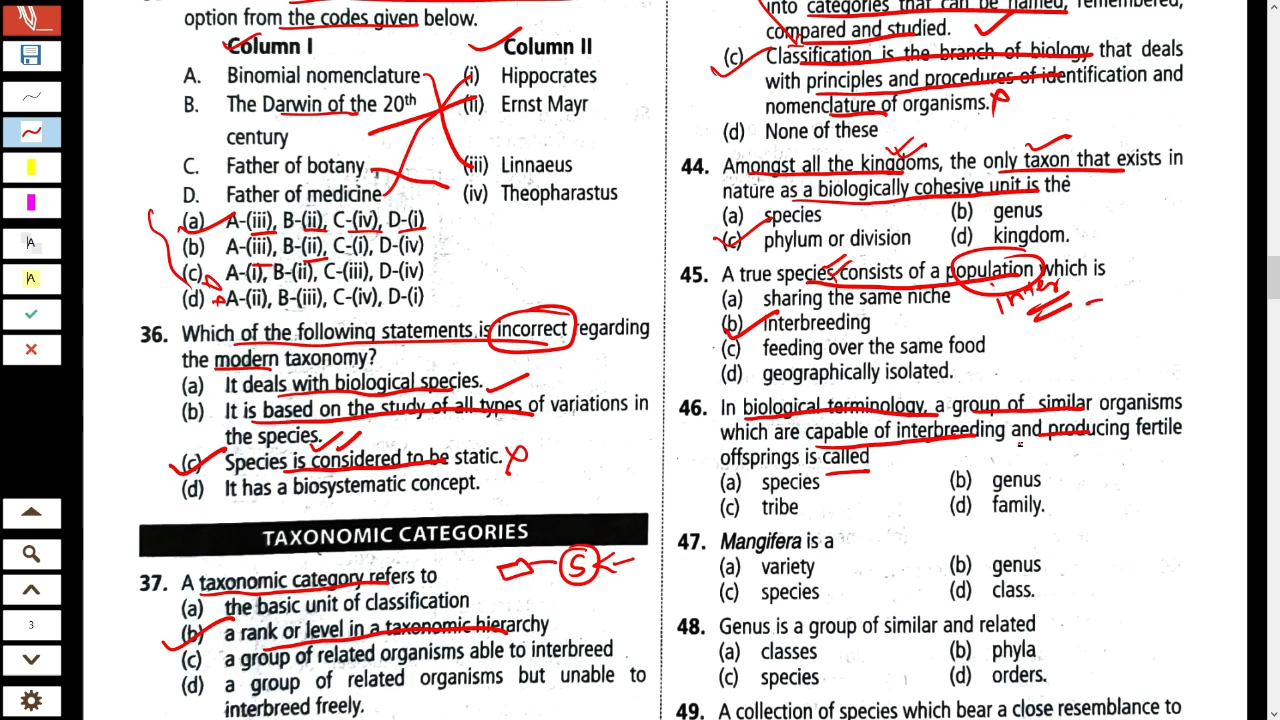 option from the codes given below.
Column I Column II
A. Binomial nomenclature (i) Hippocrates
B. The Darwin of the 20th (ii) Ernst Mayr
century
C. Father of botany (iii) Linnaeus
D. Father of medicine (iv) Theopharastus
(a) A-(iii), B-(ii), C-(iv), D-(i)
(b) A-(iii), B-(ii), C-(i), D-(iv)
(c) A-(i), B-(ii), C-(iii), D-(iv)
(d) A-(ii), B-(iii), C-(iv), D-(i)
36. Which of the following statements is incorrect regarding
the modern taxonomy?
(a) It deals with biological species.
(b) It is based on the study of all types of variations in
the species.
(c) Species is considered to be static.
(d) It has a biosystematic concept.
TAXONOMIC CATEGORIES
S
37. A taxonomic category refers to
(a) the basic unit of classification
(b) a rank or level in a taxonomic hierarchy
(c) a group of related organisms able to interbreed
(d) a group of related organisms but unable to
interbreed freely.
into categories that can be named, remembered,
compared and studied.
(c) Classification is the branch of biology that deals
with principles and procedures of identification and
nomenclature of organisms.
(d) None of these
44. Amongst all the kingdoms, the only taxon that exists in
nature as a biologically cohesive unit is the
(a) species (b) genus
(c) phylum or division (d) kingdom.
45. A true species consists of a population which is
(a) sharing the same niche
inter
(b) interbreeding
(c) feeding over the same food
(d) geographically isolated.
46. In biological terminology, a group of similar organisms
which are capable of interbreeding and producing fertile
offsprings is called
(a) species (b) genus
(c) tribe (d) family.
47. Mangifera is a
(a) variety (b) genus
(c) species (d) class.
48. Genus is a group of similar and related
(a) classes (b) phyla
(c) species (d) orders.
49. A collection of species which bear a close resemblance to
A
A
3